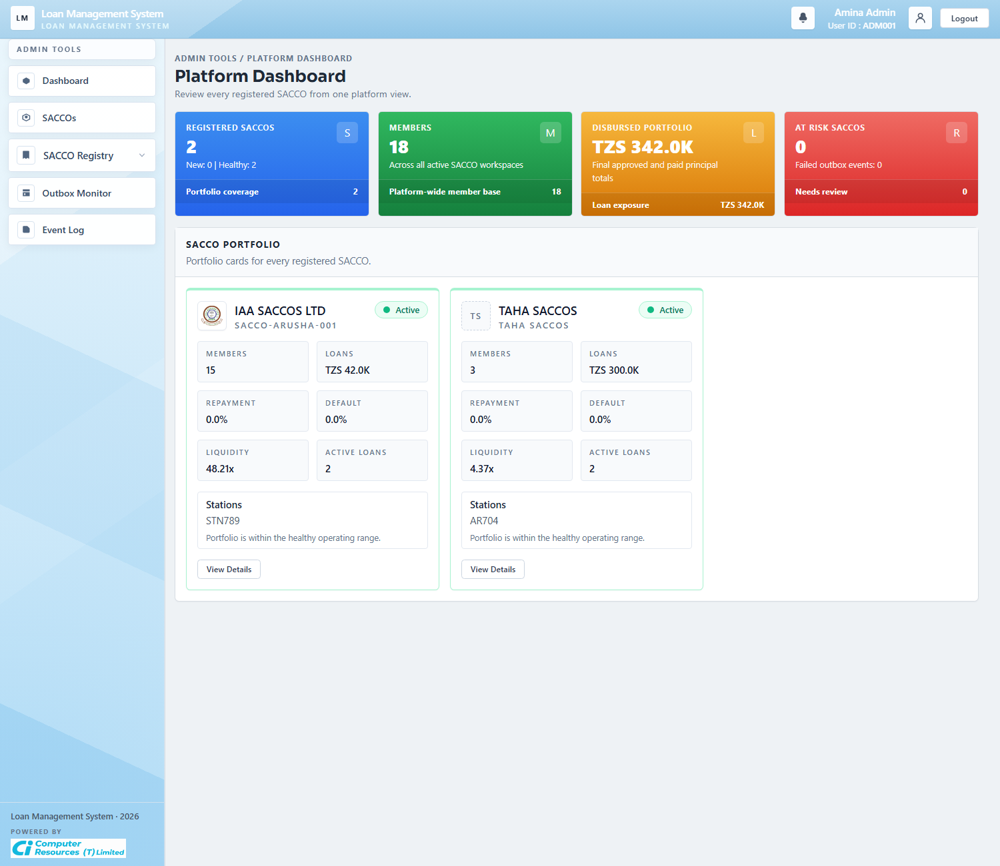 LM
Loan Management System
LOAN MANAGEMENT SYSTEM
Amina Admin
User ID : ADM001
Logout
ADMIN TOOLS
Dashboard
SACCOs
SACCO Registry
Outbox Monitor
Event Log
Loan Management System · 2026
POWERED BY
Ci Computer
Resources (T) Limited
ADMIN TOOLS / PLATFORM DASHBOARD
Platform Dashboard
Review every registered SACCO from one platform view.
REGISTERED SACCOS
S
2
New: 0 | Healthy: 2
Portfolio coverage 2
MEMBERS
M
18
Across all active SACCO workspaces
Platform-wide member base 18
DISBURSED PORTFOLIO
L
TZS 342.0K
Final approved and paid principal
totals
Loan exposure TZS 342.0K
AT RISK SACCOS
R
0
Failed outbox events: 0
Needs review 0
SACCO PORTFOLIO
Portfolio cards for every registered SACCO.
IAA SACCOS LTD
SACCO-ARUSHA-001
Active
MEMBERS
15
LOANS
TZS 42.0K
REPAYMENT
0.0%
DEFAULT
0.0%
LIQUIDITY
48.21x
ACTIVE LOANS
2
Stations
STN789
Portfolio is within the healthy operating range.
View Details
TS
TAHA SACCOS
TAHA SACCOS
Active
MEMBERS
3
LOANS
TZS 300.0K
REPAYMENT
0.0%
DEFAULT
0.0%
LIQUIDITY
4.37x
ACTIVE LOANS
2
Stations
AR704
Portfolio is within the healthy operating range.
View Details